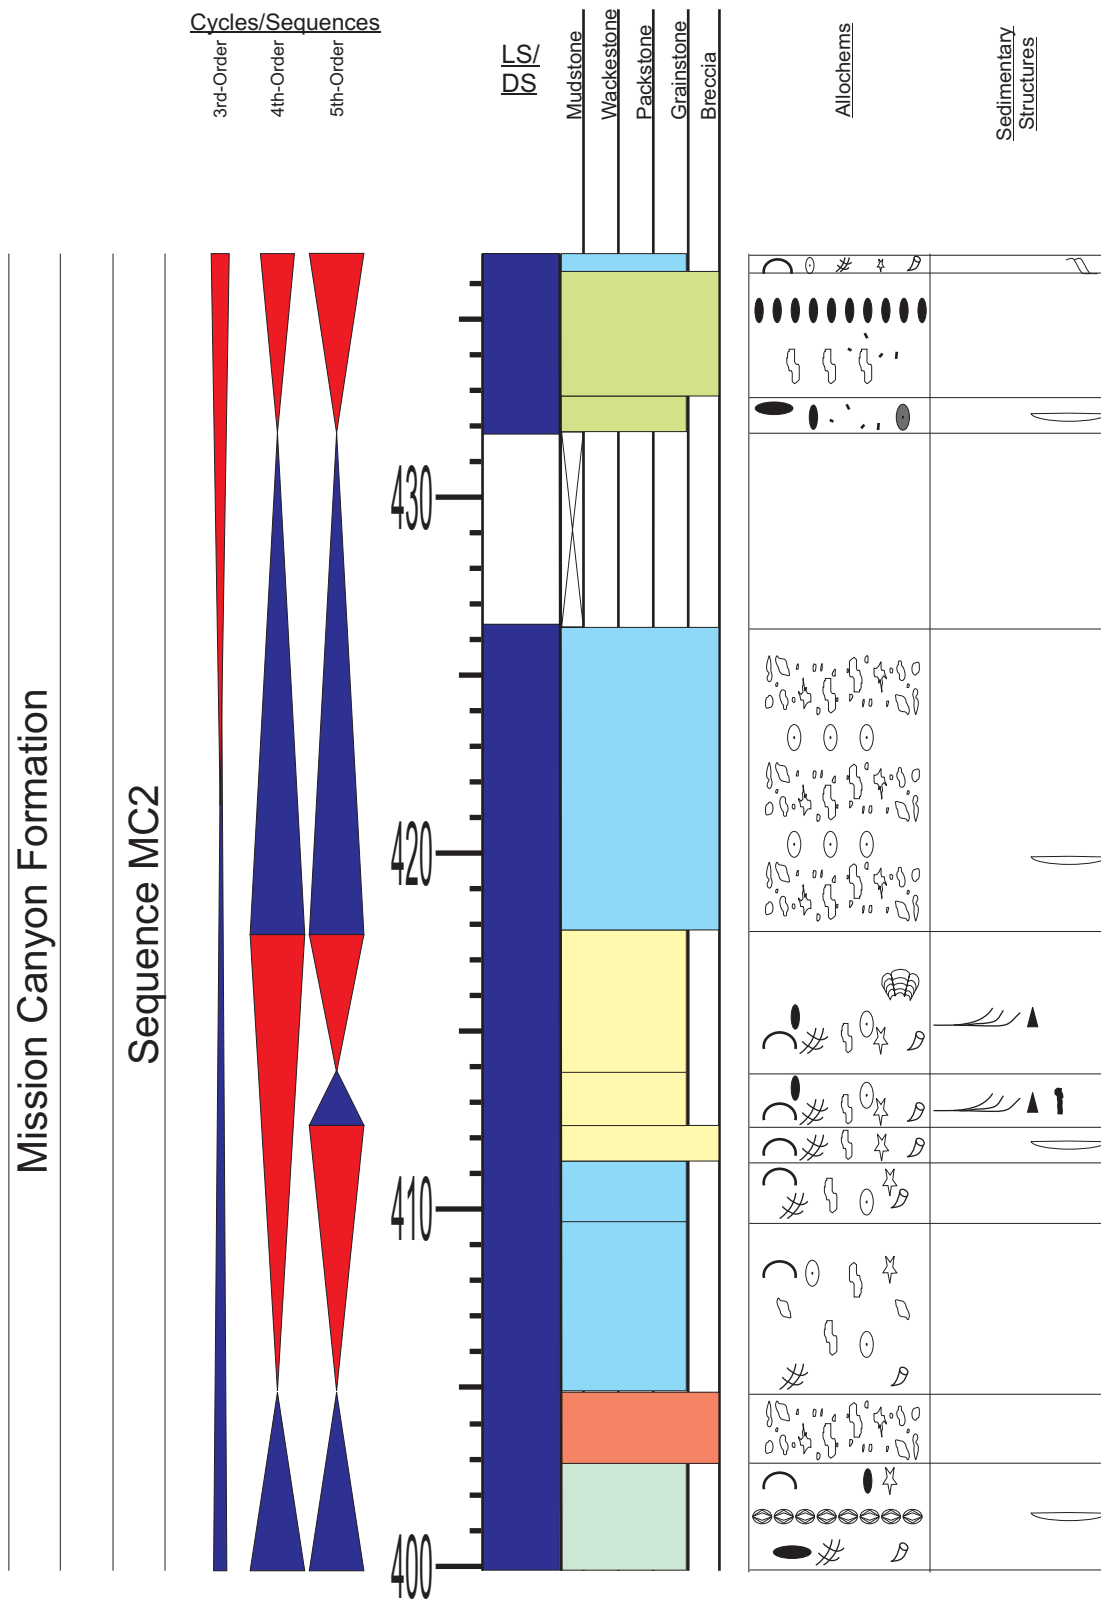 Cycles/Sequences
3rd-Order
4th-Order
5th-Order
LS/
DS
Mudstone
Wackestone
Packstone
Grainstone
Breccia
Allochems
Sedimentary
Structures
Mission Canyon Formation
Sequence MC2
430
420
410
400